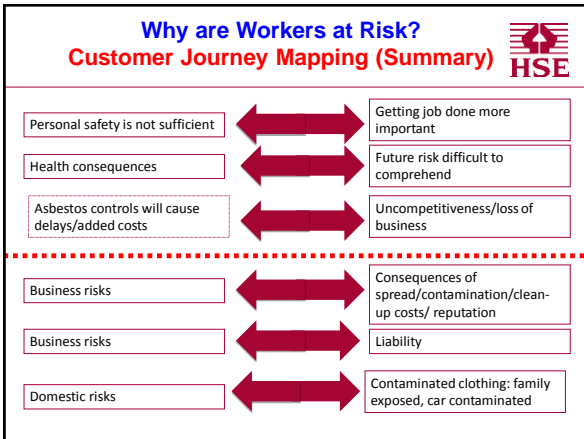 Why are Workers at Risk?
Customer Journey Mapping (Summary)
HSE
Personal safety is not sufficient
Getting job done more
important
Health consequences
Future risk difficult to
comprehend
Asbestos controls will cause
delays/added costs
Uncompetitiveness/loss of
business
Business risks
Consequences of
spread/contamination/clean-
up costs/ reputation
Business risks
Liability
Domestic risks
Contaminated clothing: family
exposed, car contaminated